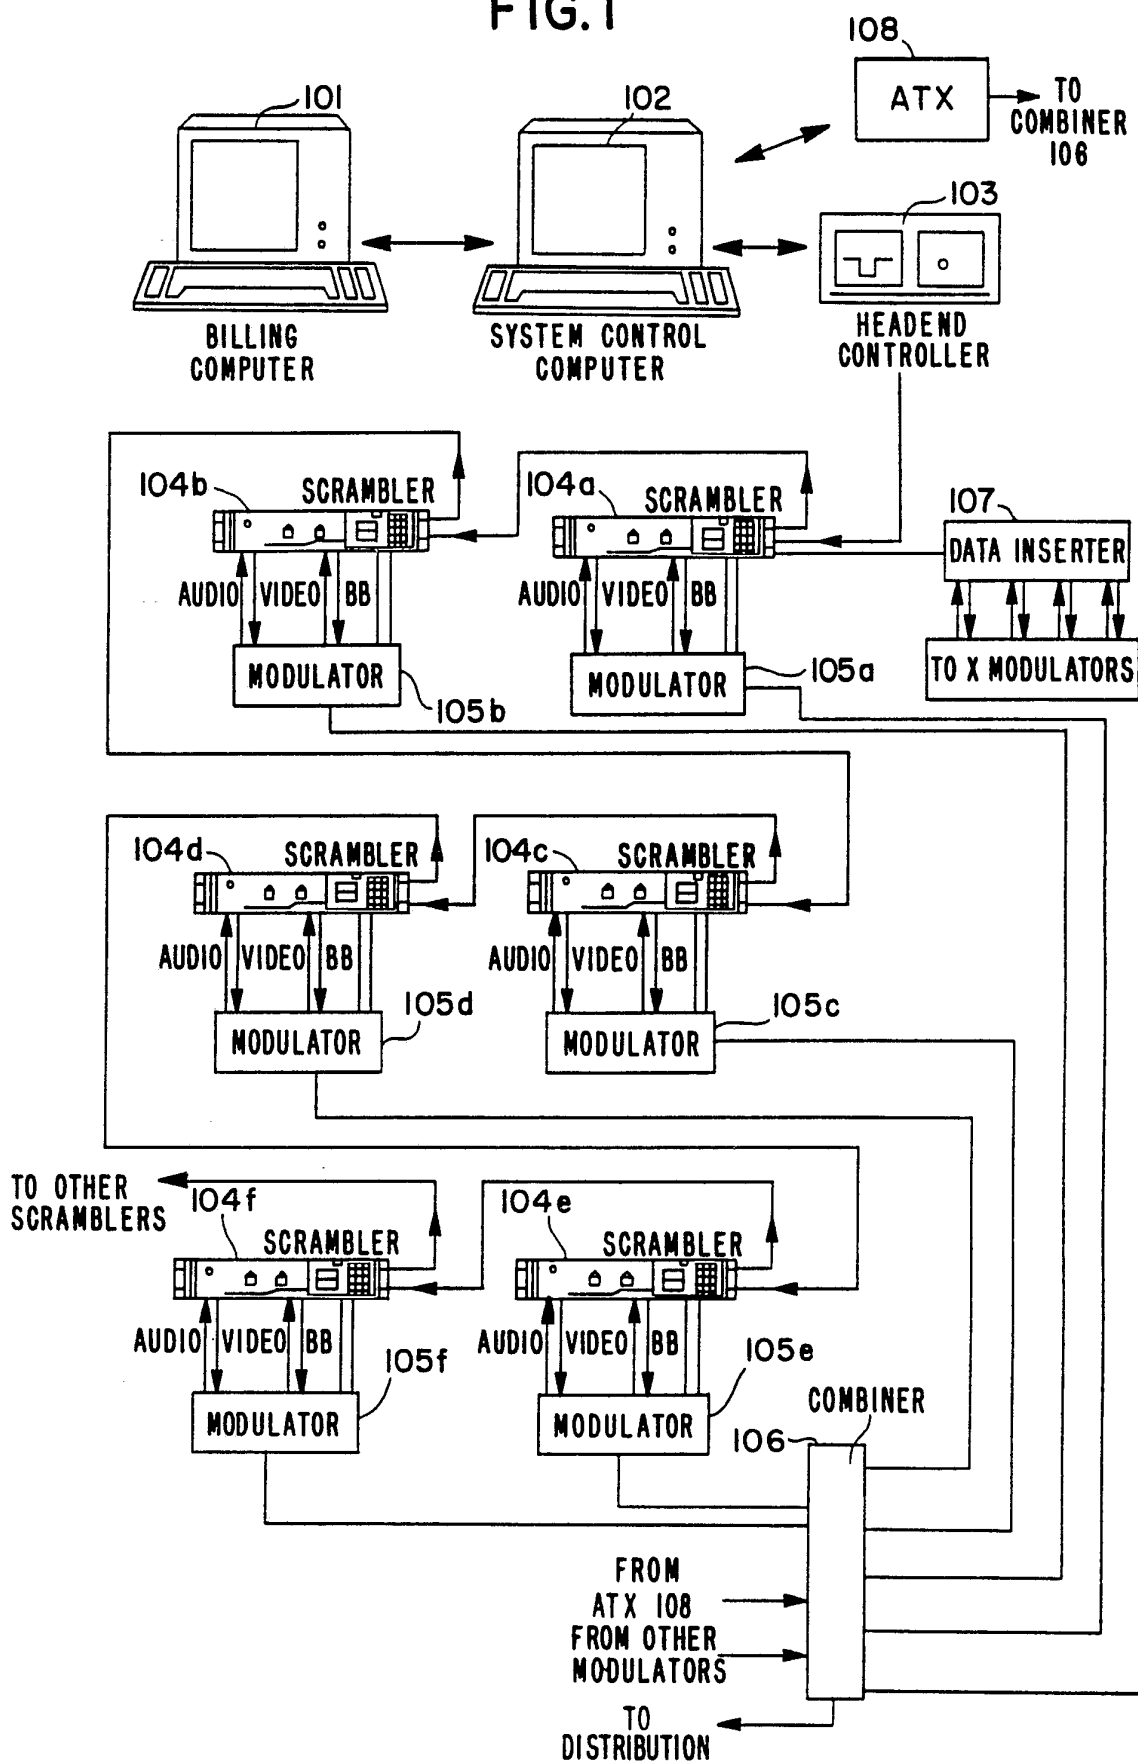 FIG. 1
108
ATX
TO
COMBINER
106
101
102
103
BILLING
COMPUTER
SYSTEM CONTROL
COMPUTER
HEADEND
CONTROLLER
104b
SCRAMBLER
104a
SCRAMBLER
107
DATA INSERTER
AUDIO
VIDEO
BB
AUDIO
VIDEO
BB
MODULATOR
105b
MODULATOR
105a
TO X MODULATORS
104d
SCRAMBLER
104c
SCRAMBLER
AUDIO
VIDEO
BB
AUDIO
VIDEO
BB
MODULATOR
105d
MODULATOR
105c
TO OTHER
SCRAMBLERS
104f
SCRAMBLER
104e
SCRAMBLER
AUDIO
VIDEO
BB
AUDIO
VIDEO
BB
MODULATOR
105f
MODULATOR
105e
COMBINER
106
FROM
ATX 108
FROM OTHER
MODULATORS
TO
DISTRIBUTION